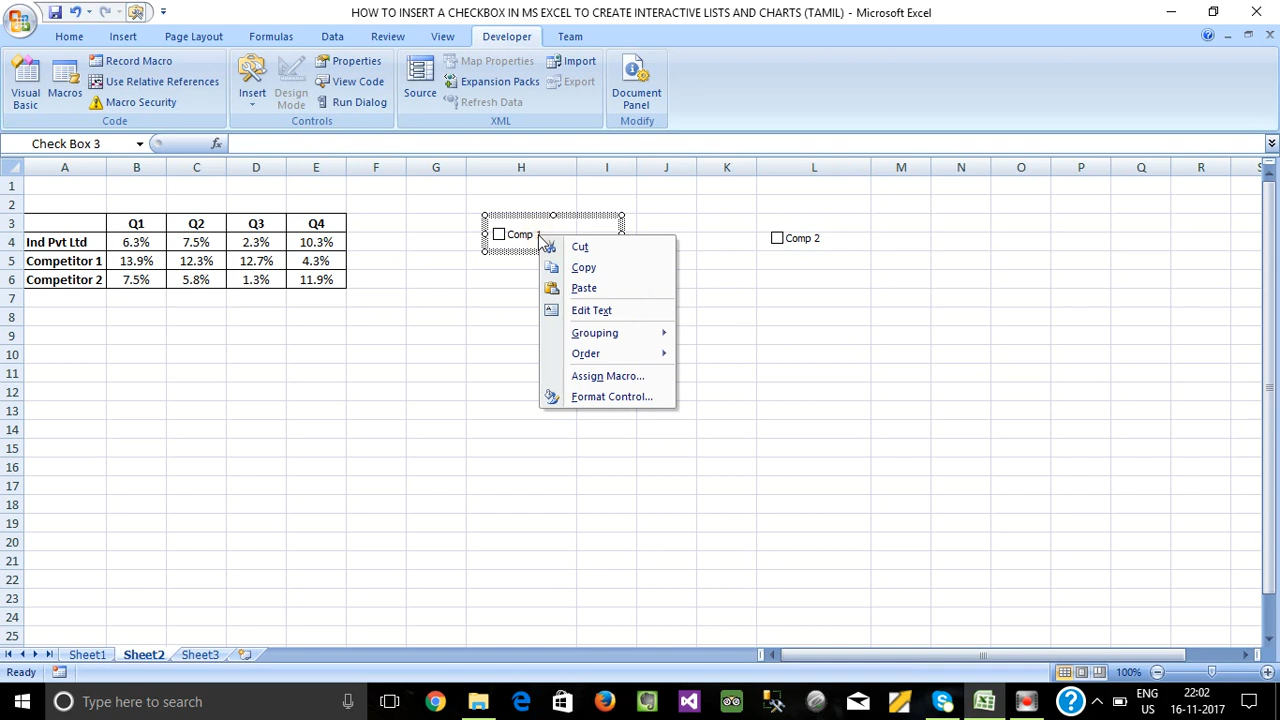 HOW TO INSERT A CHECKBOX IN MS EXCEL TO CREATE INTERACTIVE LISTS AND CHARTS (TAMIL) - Microsoft Excel
Home Insert Page Layout Formulas Data Review View Developer Team
Visual Basic
Macros
Record Macro
Use Relative References
Macro Security
Code
Insert
Design Mode
Properties
View Code
Run Dialog
Controls
Source
Map Properties
Expansion Packs
Refresh Data
Import
Export
XML
Document Panel
Modify
Check Box 3 fx
A B C D E F G H I J K L M N O P Q R S
1
2
3 Q1 Q2 Q3 Q4
4 Ind Pvt Ltd 6.3% 7.5% 2.3% 10.3% Comp 1 Comp 2
5 Competitor 1 13.9% 12.3% 12.7% 4.3%
6 Competitor 2 7.5% 5.8% 1.3% 11.9%
7
8
9
10
11
12
13
14
15
16
17
18
19
20
21
22
23
24
25
Cut
Copy
Paste
Edit Text
Grouping
Order
Assign Macro...
Format Control...
Sheet1 Sheet2 Sheet3
Ready 100%
Type here to search
ENG US
22:02
16-11-2017